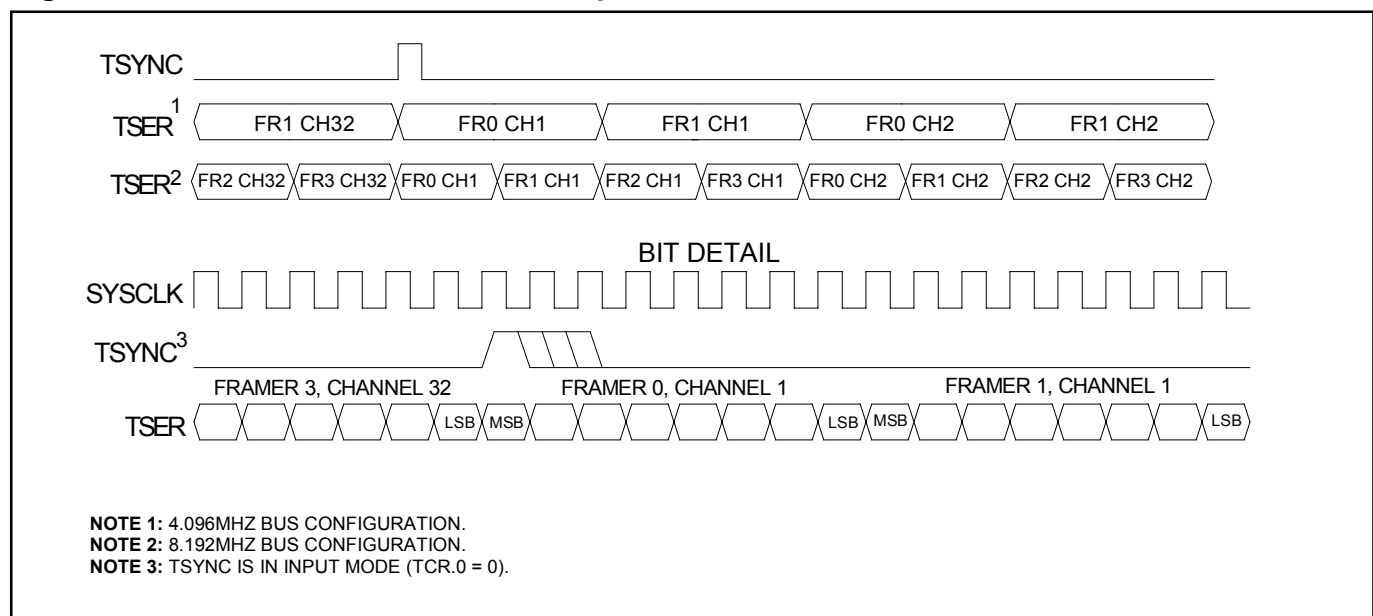 TSYNC
TSER1 FR1 CH32 FR0 CH1 FR1 CH1 FR0 CH2 FR1 CH2
TSER2 FR2 CH32 FR3 CH32 FR0 CH1 FR1 CH1 FR2 CH1 FR3 CH1 FR0 CH2 FR1 CH2 FR2 CH2 FR3 CH2
BIT DETAIL
SYSCLK
TSYNC3
FRAMER 3, CHANNEL 32 FRAMER 0, CHANNEL 1 FRAMER 1, CHANNEL 1
TSER LSB MSB LSB MSB LSB
NOTE 1: 4.096MHZ BUS CONFIGURATION.
NOTE 2: 8.192MHZ BUS CONFIGURATION.
NOTE 3: TSYNC IS IN INPUT MODE (TCR.0 = 0).